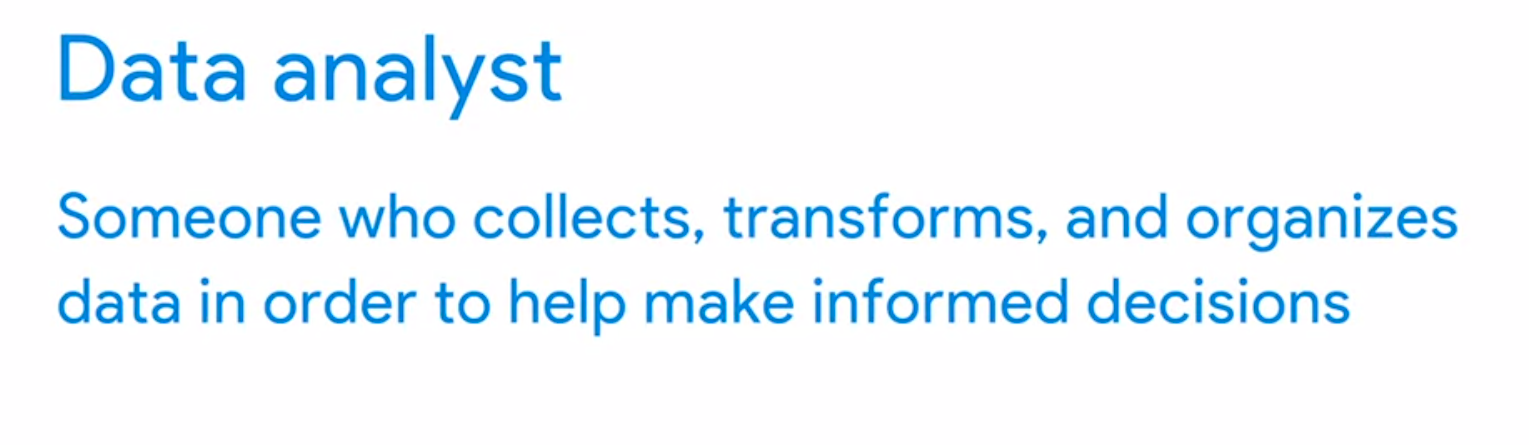 Data analyst
Someone who collects, transforms, and organizes
data in order to help make informed decisions